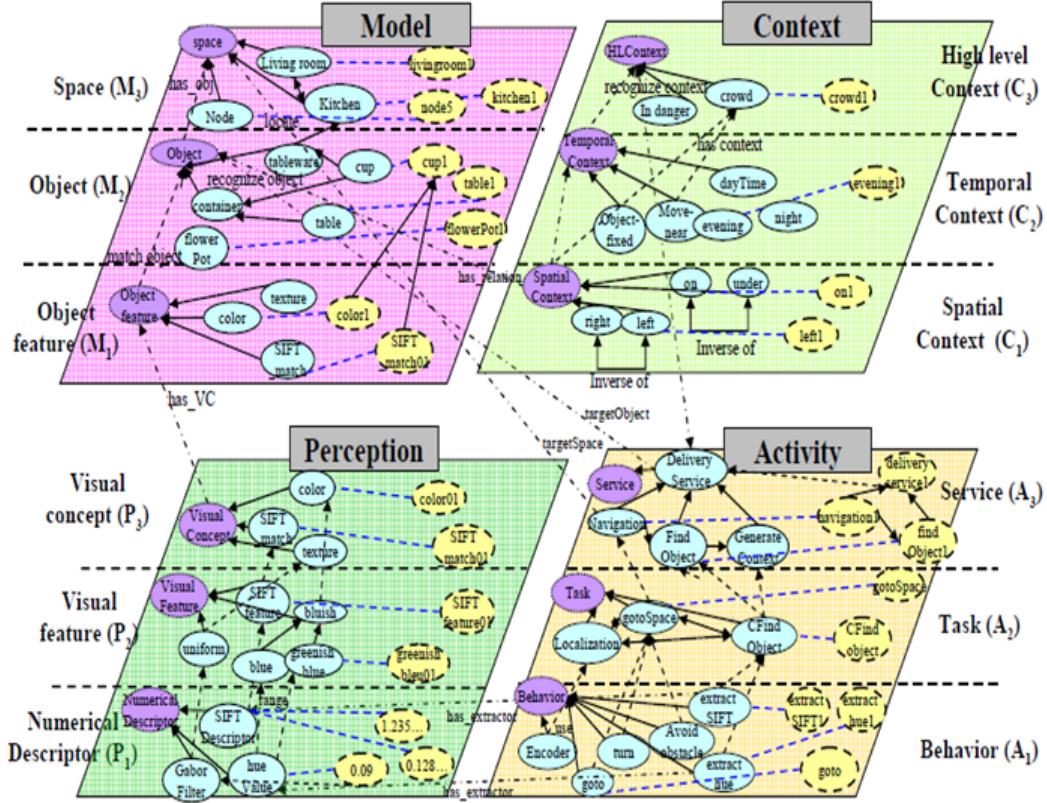 Model
Context
Space (M3)
space
Living room
livingroom1
has_obj
Node
node5
Kitchen
kitchen1
locate
Object (M2)
Object
tableware
recognize object
cup
cup1
container
table
table1
flower
Pot
flowerPot1
match object
Object
feature (M1)
Object
feature
texture
color
color1
SIFT
_match
SIFT
_match01
has_VC
HLContext
recognize context
In danger
crowd
crowd1
High level
Context (C3)
Temporal
Context
has context
dayTime
Object-
fixed
Move-
near
evening
night
evening1
Temporal
Context (C2)
has_relation
Spatial
Context
on
under
on1
right
left
left1
Inverse of
Inverse of
Spatial
Context (C1)
targetObject
targetSpace
Perception
Activity
Visual
concept (P3)
Visual
Concept
color
color01
SIFT
match
SIFT
_match01
texture
Visual
feature (P2)
Visual
Feature
SIFT
feature
SIFT
feature01
bluish
uniform
blue
greenish
blue
greenish
bleu01
Numerical
Descriptor (P1)
Numerical
Descriptor
range
SIFT
Descriptor
1.235...
0.128...
Gabor
Filter
hue
Value
0.09
has_extractor
has_extractor
Service
Delivery
Service
delivery
service1
Service (A3)
Navigation
navigation1
Find
Object
Generate
Context
find
Object1
Task
gotoSpace
gotoSpace
Localization
CFind
Object
CFind
object
Task (A2)
Behavior
extract
SIFT
extract
SIFT1
extract
hue1
use
Encoder
turn
Avoid
obstacle
goto
extract
hue
goto
Behavior (A1)